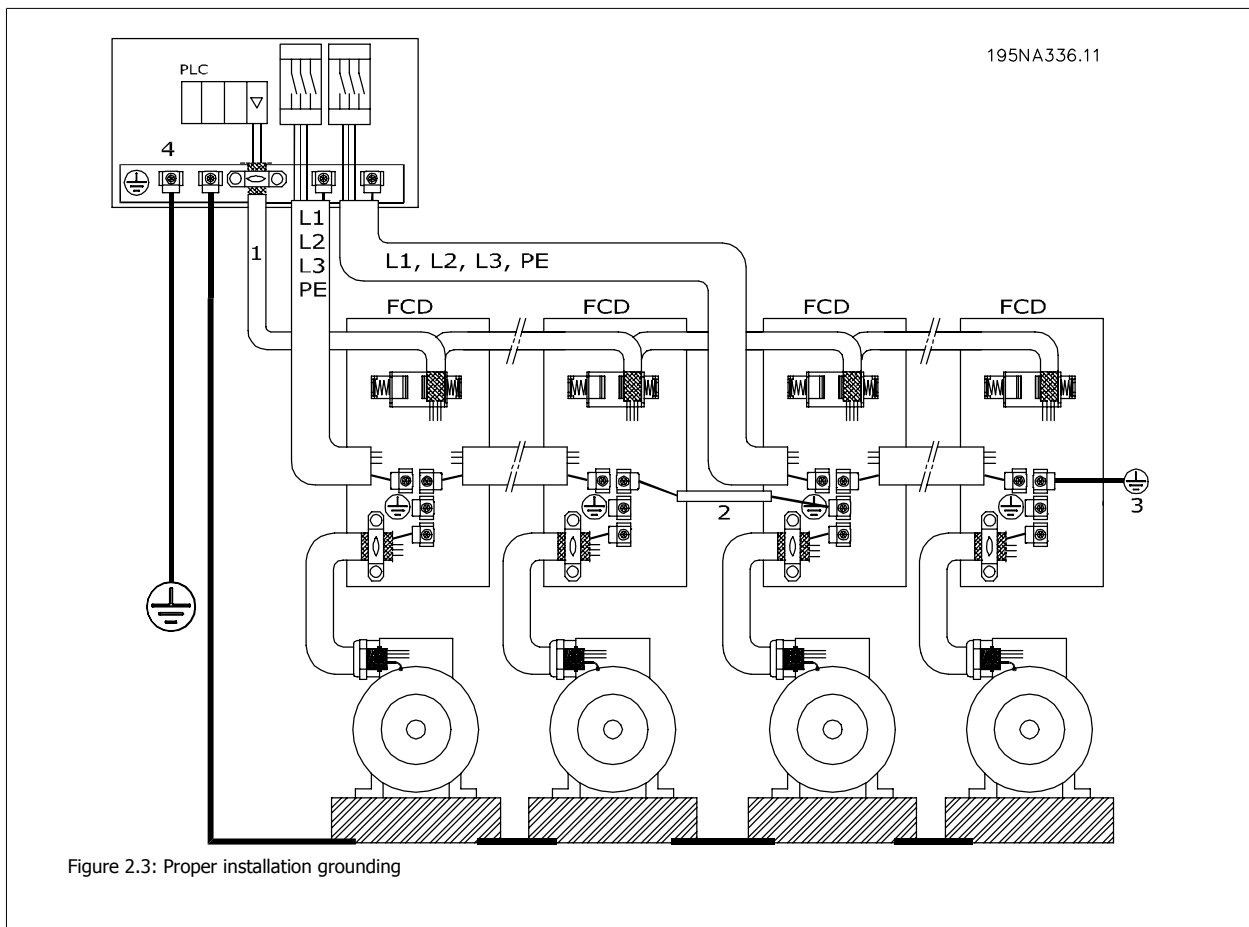 195NA336.11
PLC
4
1
L1
L2
L3
PE
L1, L2, L3, PE
FCD
FCD
FCD
FCD
2
3
Figure 2.3: Proper installation grounding